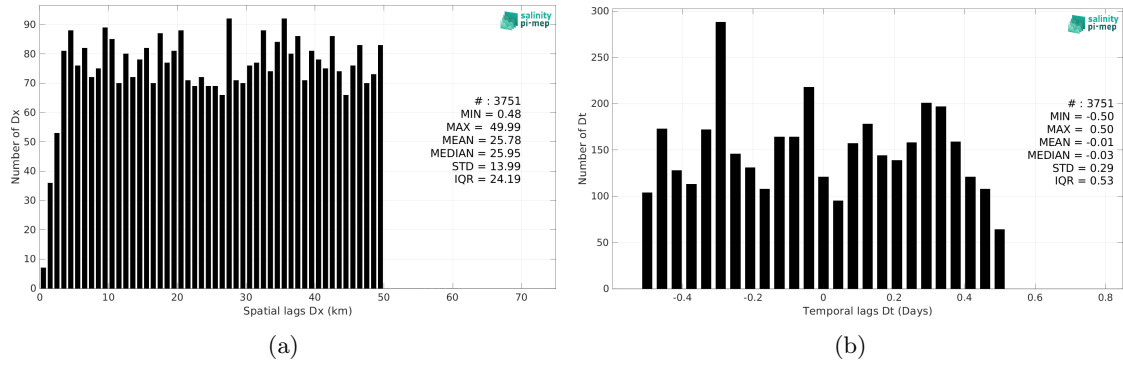 salinity
pi-mep
90
80
70
60
50
40
30
20
10
0
Number of Dx
# : 3751
MIN = 0.48
MAX = 49.99
MEAN = 25.78
MEDIAN = 25.95
STD = 13.99
IQR = 24.19
0 10 20 30 40 50 60 70
Spatial lags Dx (km)
(a)
salinity
pi-mep
300
250
200
150
100
50
0
Number of Dt
# : 3751
MIN = -0.50
MAX = 0.50
MEAN = -0.01
MEDIAN = -0.03
STD = 0.29
IQR = 0.53
-0.4 -0.2 0 0.2 0.4 0.6 0.8
Temporal lags Dt (Days)
(b)